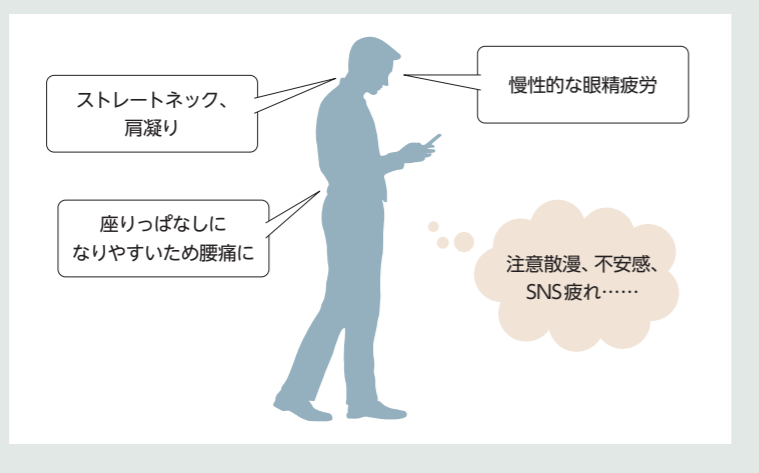 ストレートネック、
肩凝り
慢性的な眼精疲労
座りっぱなしに
なりやすいため腰痛に
注意散漫、不安感、
SNS疲れ……